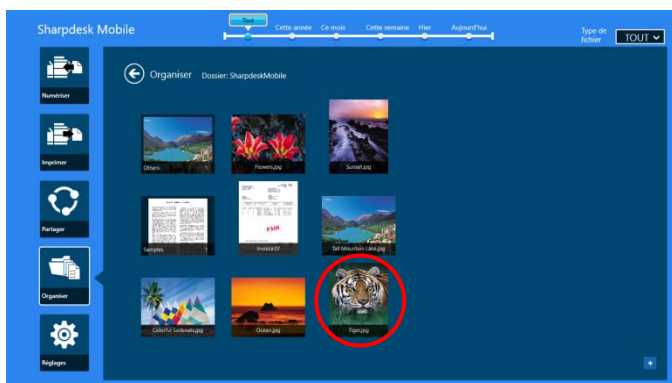 Sharpdesk Mobile
Tout
Cette année
Ce mois
Cette semaine
Hier
Aujourd'hui
Type de fichier
TOUT
Numériser
Imprimer
Partager
Organiser
Réglages
Organiser
Dossier: SharpdeskMobile
Others
Flowers.jpg
Sunset.jpg
Samples
PAID
Tall Mountain Lake.jpg
Colorful Sailboats.jpg
Ocean.jpg
Tiger.jpg